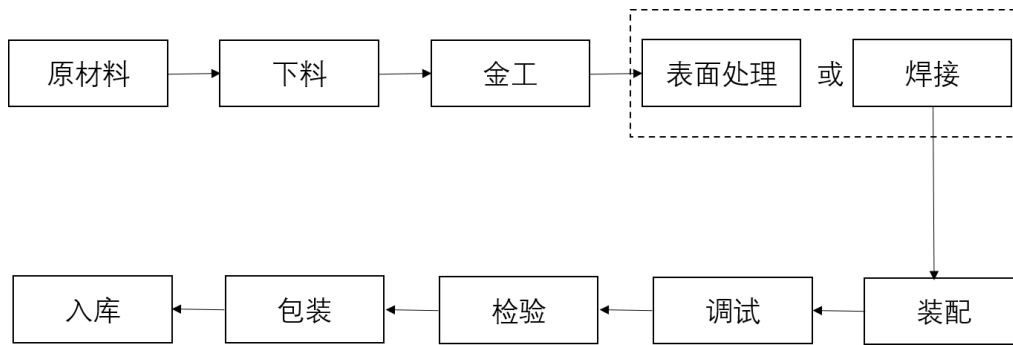 原材料
下料
金工
表面处理
或
焊接
装配
调试
检验
包装
入库